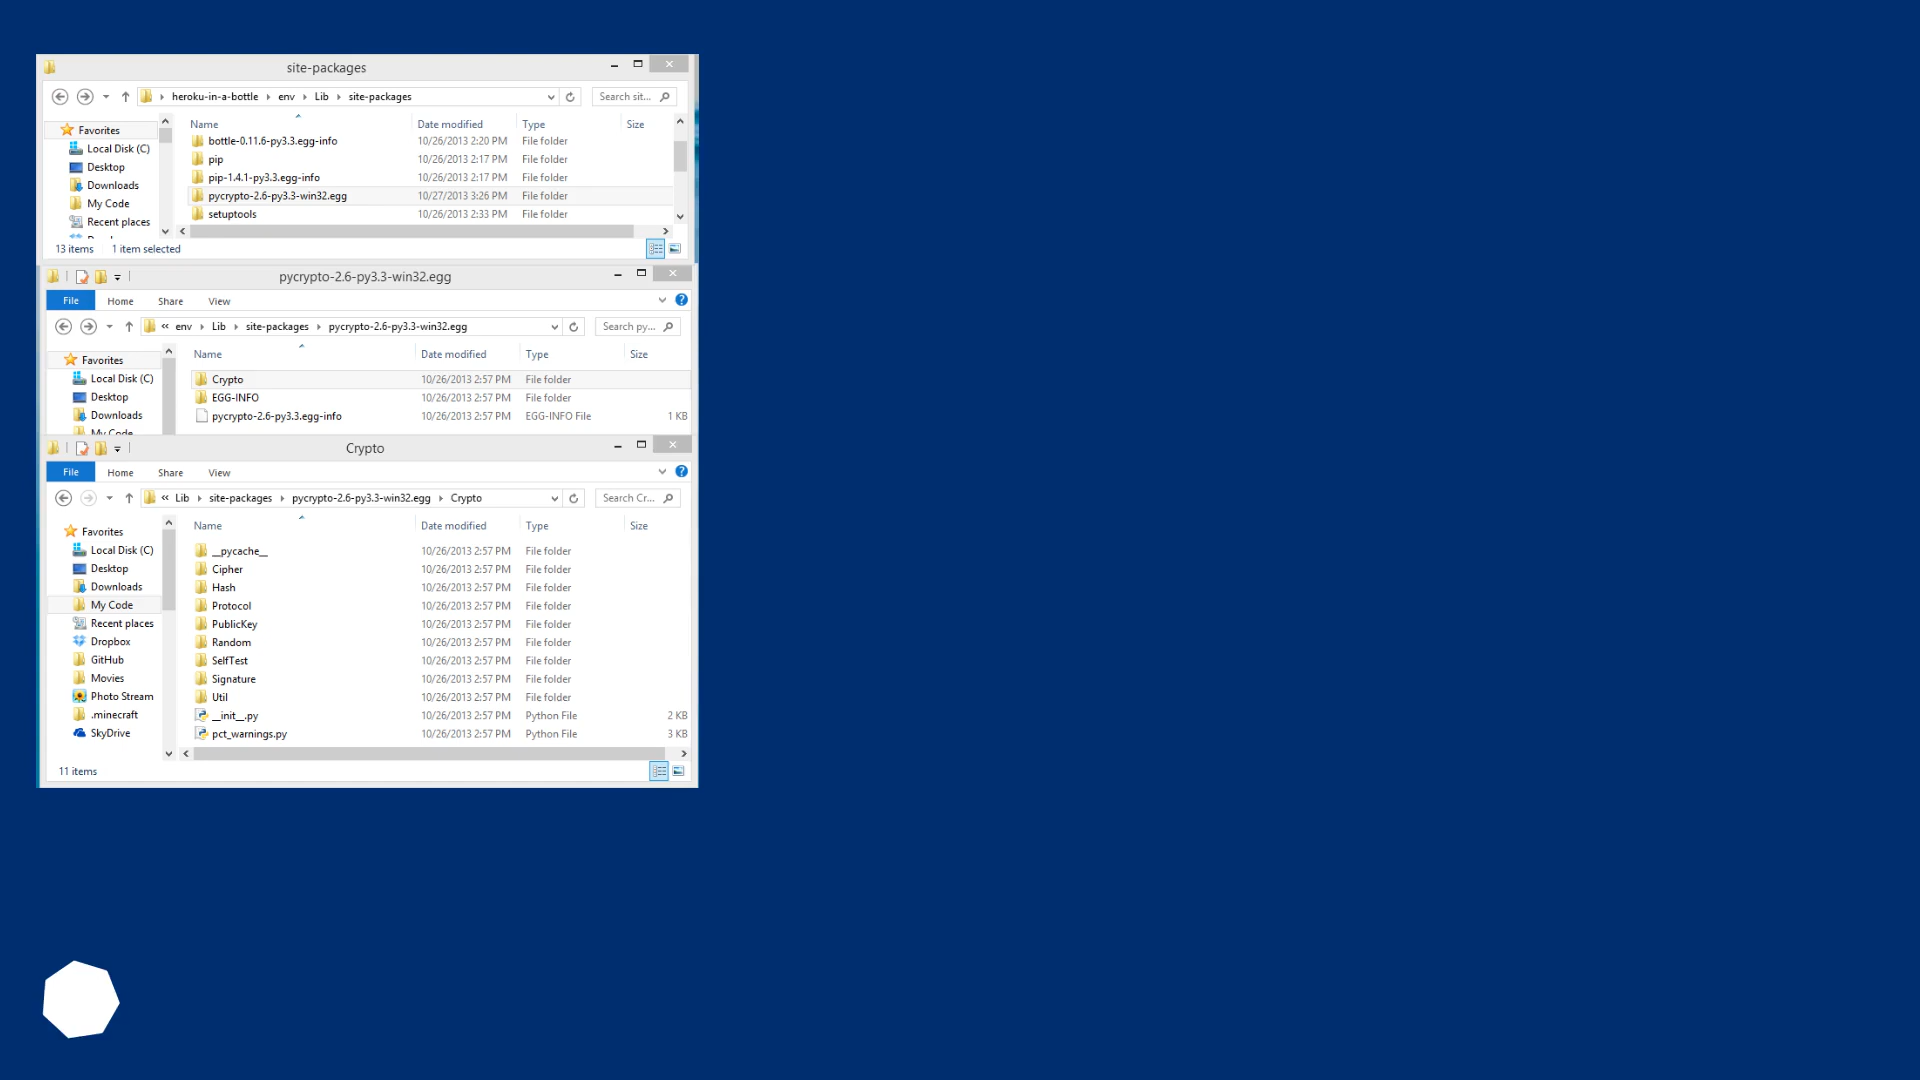 site-packages
heroku-in-a-bottle env Lib site-packages Search sit...
Favorites
Local Disk (C)
Desktop
Downloads
My Code
Recent places
Name Date modified Type Size
bottle-0.11.6-py3.3.egg-info 10/26/2013 2:20 PM File folder
pip 10/26/2013 2:17 PM File folder
pip-1.4.1-py3.3.egg-info 10/26/2013 2:17 PM File folder
pycrypto-2.6-py3.3-win32.egg 10/27/2013 3:26 PM File folder
setuptools 10/26/2013 2:33 PM File folder
13 items 1 item selected
pycrypto-2.6-py3.3-win32.egg
File Home Share View
« env Lib site-packages pycrypto-2.6-py3.3-win32.egg Search py...
Favorites
Local Disk (C)
Desktop
Downloads
My Code
Name Date modified Type Size
Crypto 10/26/2013 2:57 PM File folder
EGG-INFO 10/26/2013 2:57 PM File folder
pycrypto-2.6-py3.3.egg-info 10/26/2013 2:57 PM EGG-INFO File 1 KB
Crypto
File Home Share View
« Lib site-packages pycrypto-2.6-py3.3-win32.egg Crypto Search Cr...
Favorites
Local Disk (C)
Desktop
Downloads
My Code
Recent places
Dropbox
GitHub
Movies
Photo Stream
.minecraft
SkyDrive
Name Date modified Type Size
__pycache__ 10/26/2013 2:57 PM File folder
Cipher 10/26/2013 2:57 PM File folder
Hash 10/26/2013 2:57 PM File folder
Protocol 10/26/2013 2:57 PM File folder
PublicKey 10/26/2013 2:57 PM File folder
Random 10/26/2013 2:57 PM File folder
SelfTest 10/26/2013 2:57 PM File folder
Signature 10/26/2013 2:57 PM File folder
Util 10/26/2013 2:57 PM File folder
__init__.py 10/26/2013 2:57 PM Python File 2 KB
pct_warnings.py 10/26/2013 2:57 PM Python File 3 KB
11 items